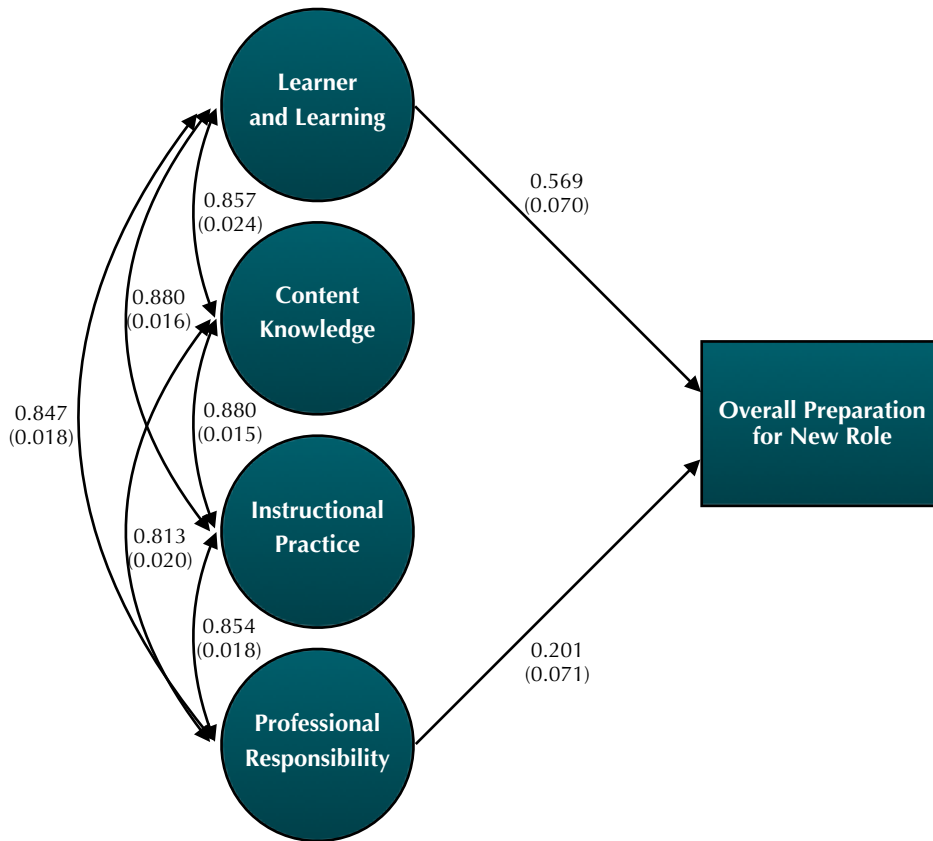 Learner
and Learning
0.569
(0.070)
0.857
(0.024)
Content
Knowledge
0.880
(0.016)
0.847
(0.018)
0.880
(0.015)
Overall Preparation
for New Role
Instructional
Practice
0.813
(0.020)
0.854
(0.018)
0.201
(0.071)
Professional
Responsibility